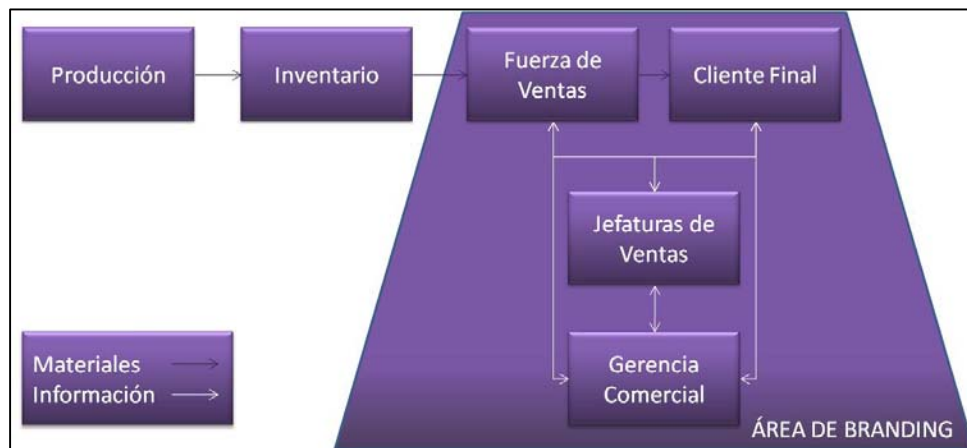 Producción
Inventario
Fuerza de
Ventas
Cliente Final
Jefaturas de
Ventas
Gerencia
Comercial
Materiales
Información
ÁREA DE BRANDING